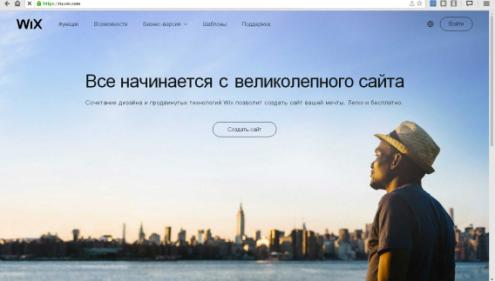 https://ru.wix.com
WiX
Функции
Возможности
Бизнес-версия
Шаблоны
Поддержка
Войти
Все начинается с великолепного сайта
Сочетание дизайна и продвинутых технологий Wix позволит создать сайт вашей мечты. Легко и бесплатно.
Создать сайт